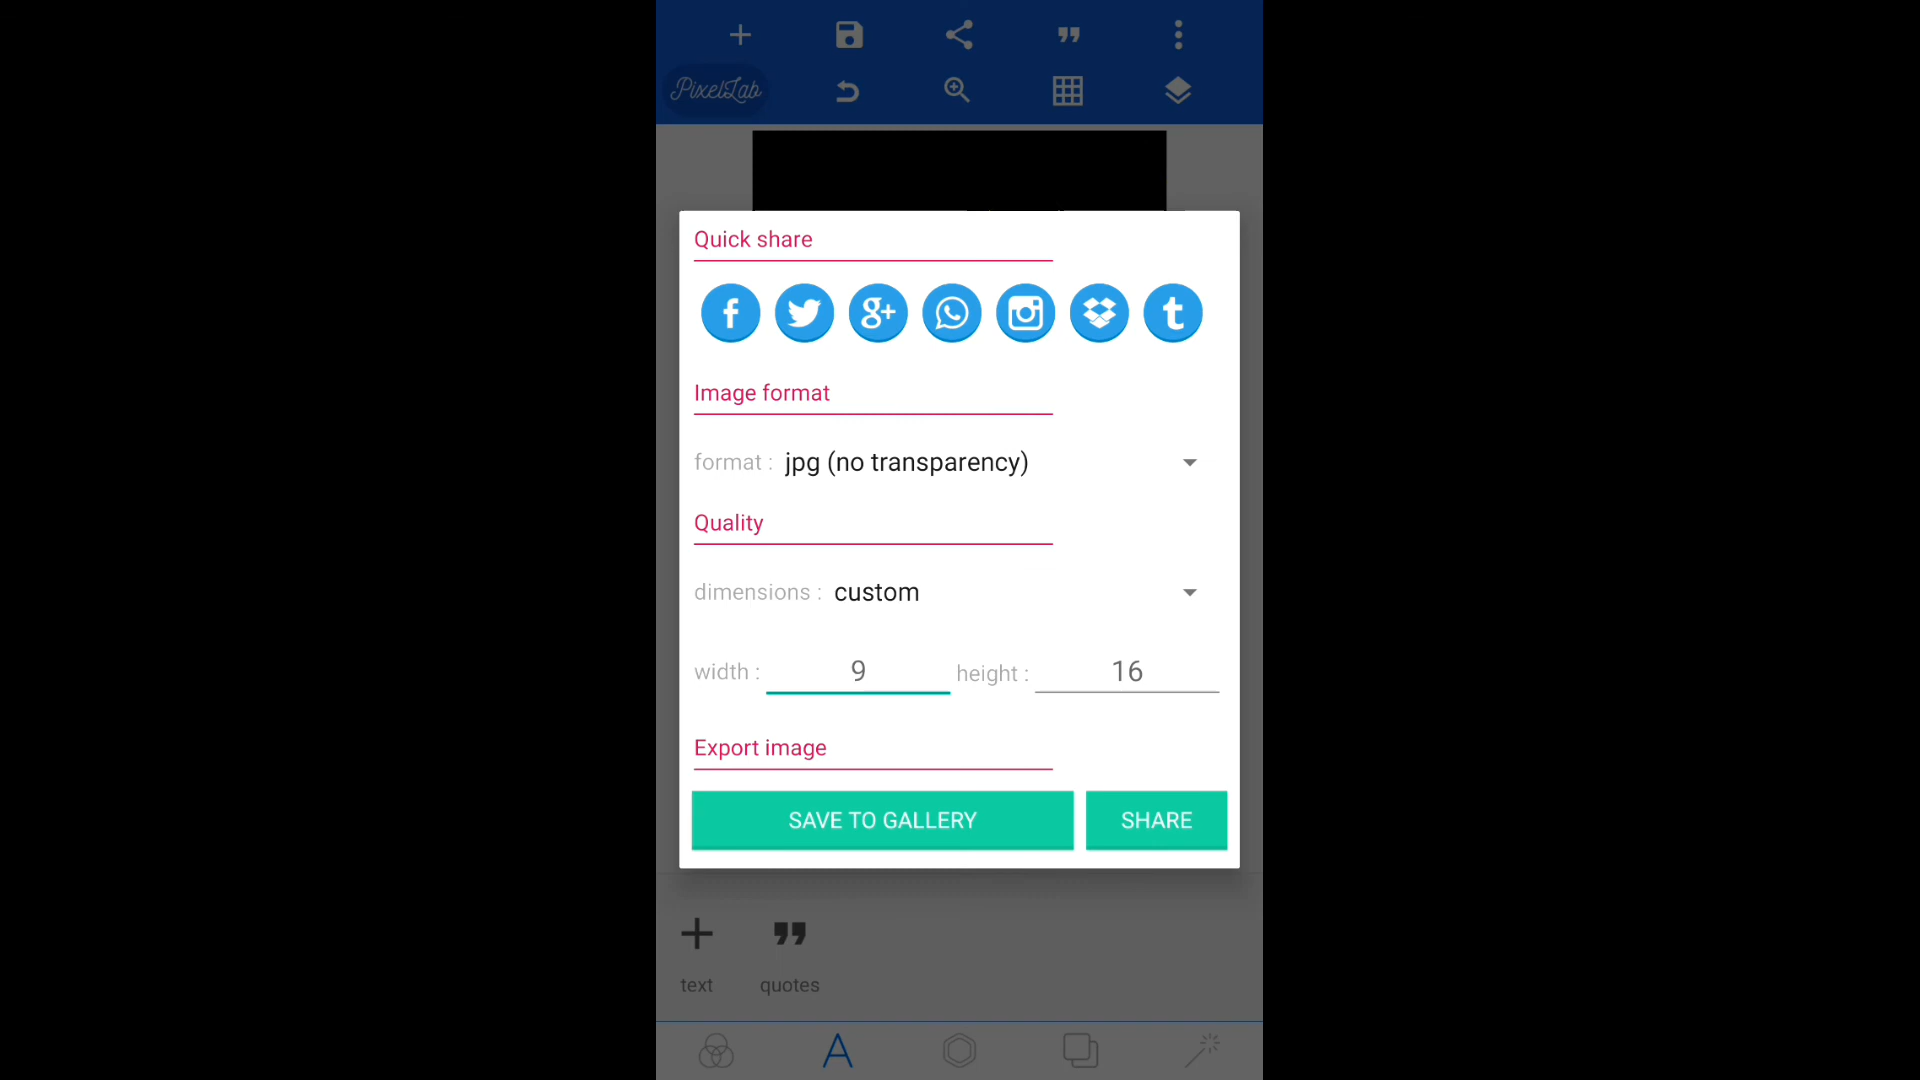 PixelLab
Quick share
Image format
format : jpg (no transparency)
Quality
dimensions : custom
width : 9 height : 16
Export image
SAVE TO GALLERY SHARE
text quotes